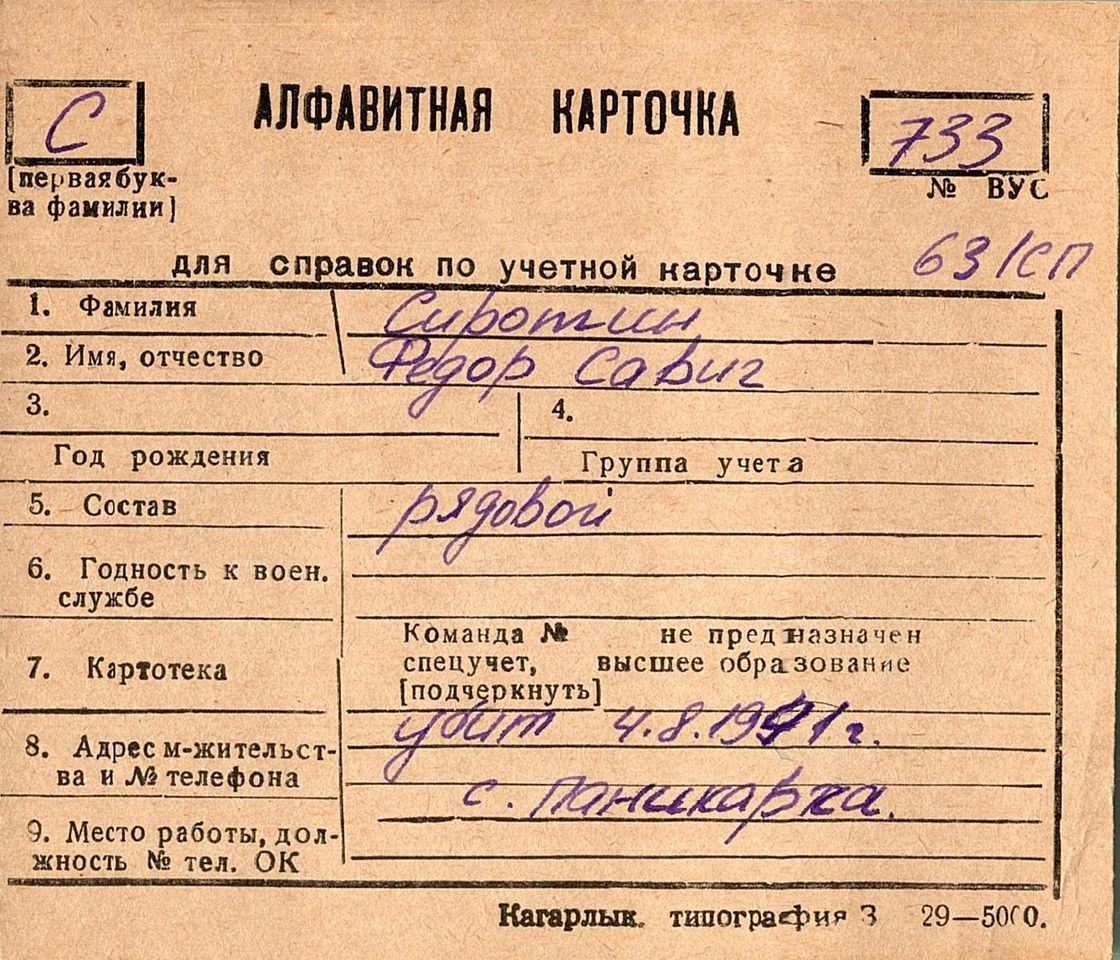 С
АЛФАВИТНАЯ КАРТОЧКА
733
[первая бук-
ва фамилии]
№ ВУС
для справок по учетной карточке
63/СП
1. Фамилия Сиротин
2. Имя, отчество Федор Савич
3.
4.
Год рождения
Группа учета
5. Состав рядовой
6. Годность к воен.
службе
7. Картотека
Команда № не предназначен
спецучет, высшее образование
[подчеркнуть]
убит 4.8.1941г.
8. Адрес м-жительст-
ва и № телефона
с. Паникарха.
9. Место работы, дол-
жность № тел. ОК
Кагарлык. типография З 29—5000.